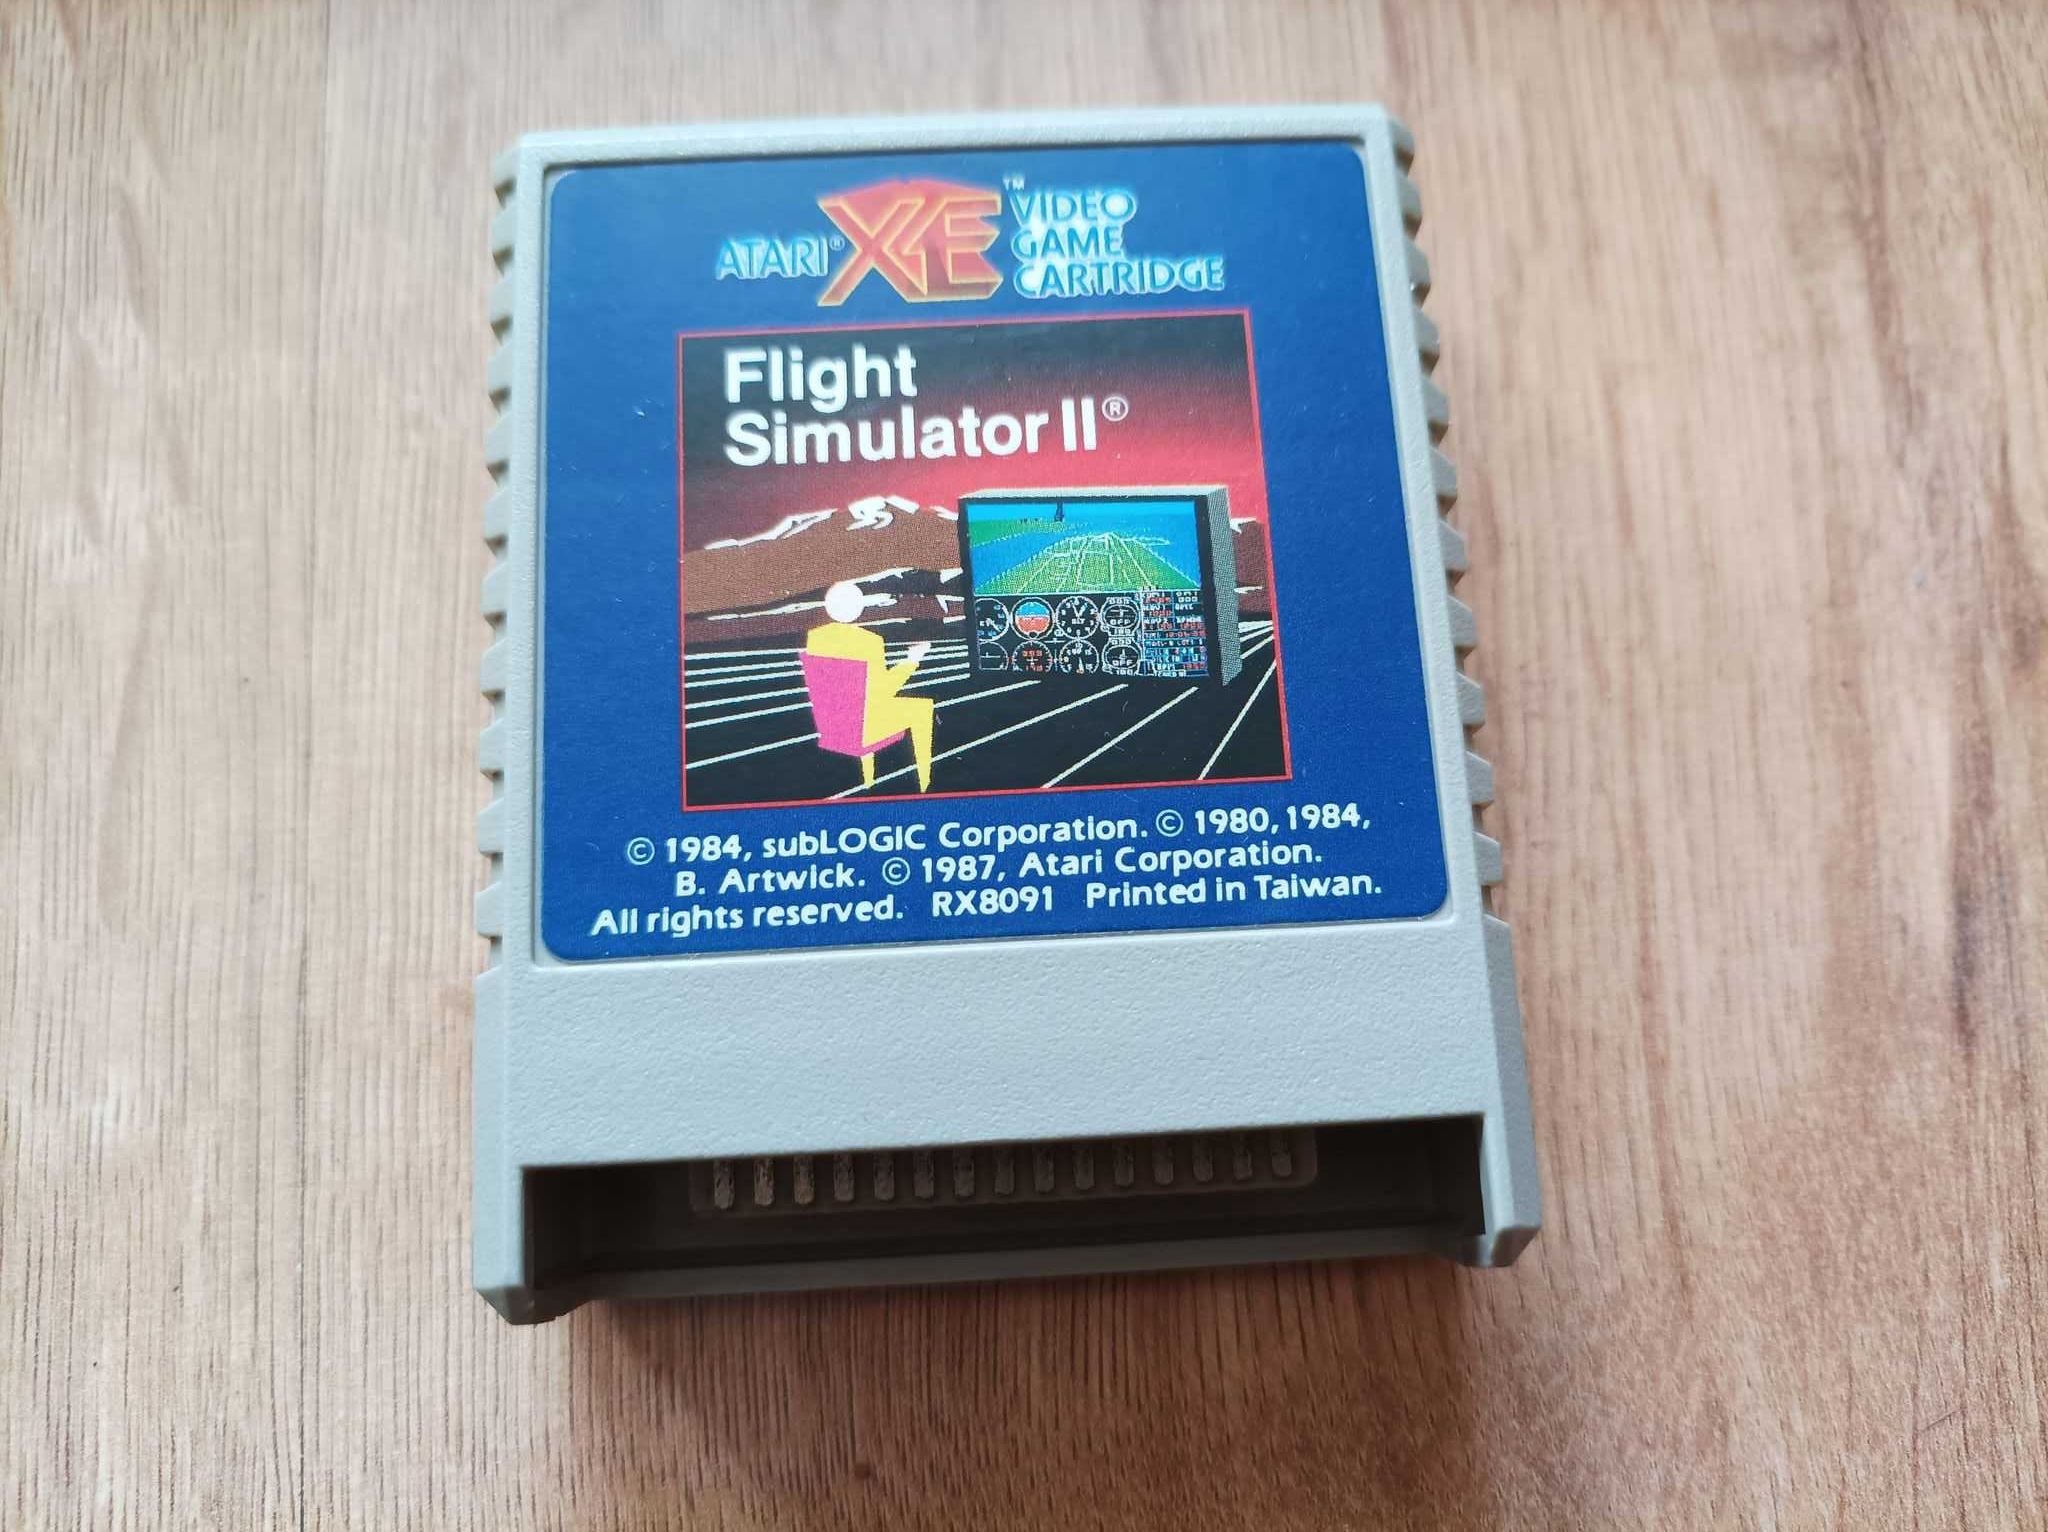 ATARI® XE™ VIDEO
GAME
CARTRIDGE
Flight
Simulator II®
© 1984, subLOGIC Corporation. © 1980, 1984,
B. Artwick. © 1987, Atari Corporation.
All rights reserved. RX8091 Printed in Taiwan.